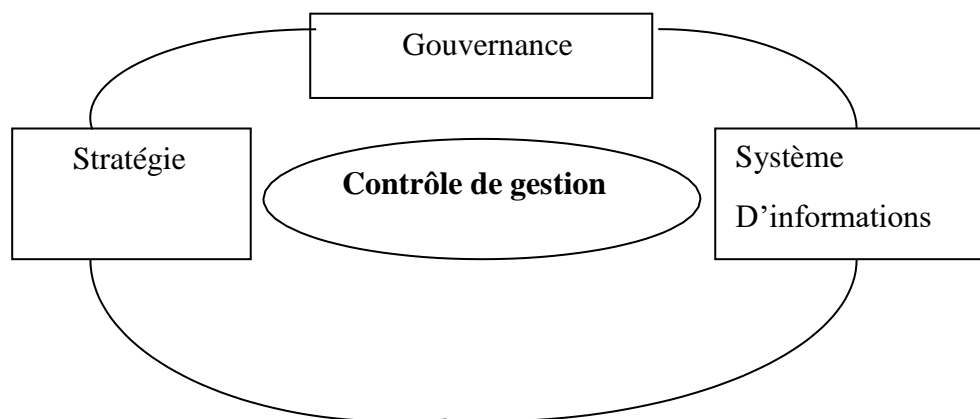 Gouvernance
Stratégie
Contrôle de gestion
Système
D’informations